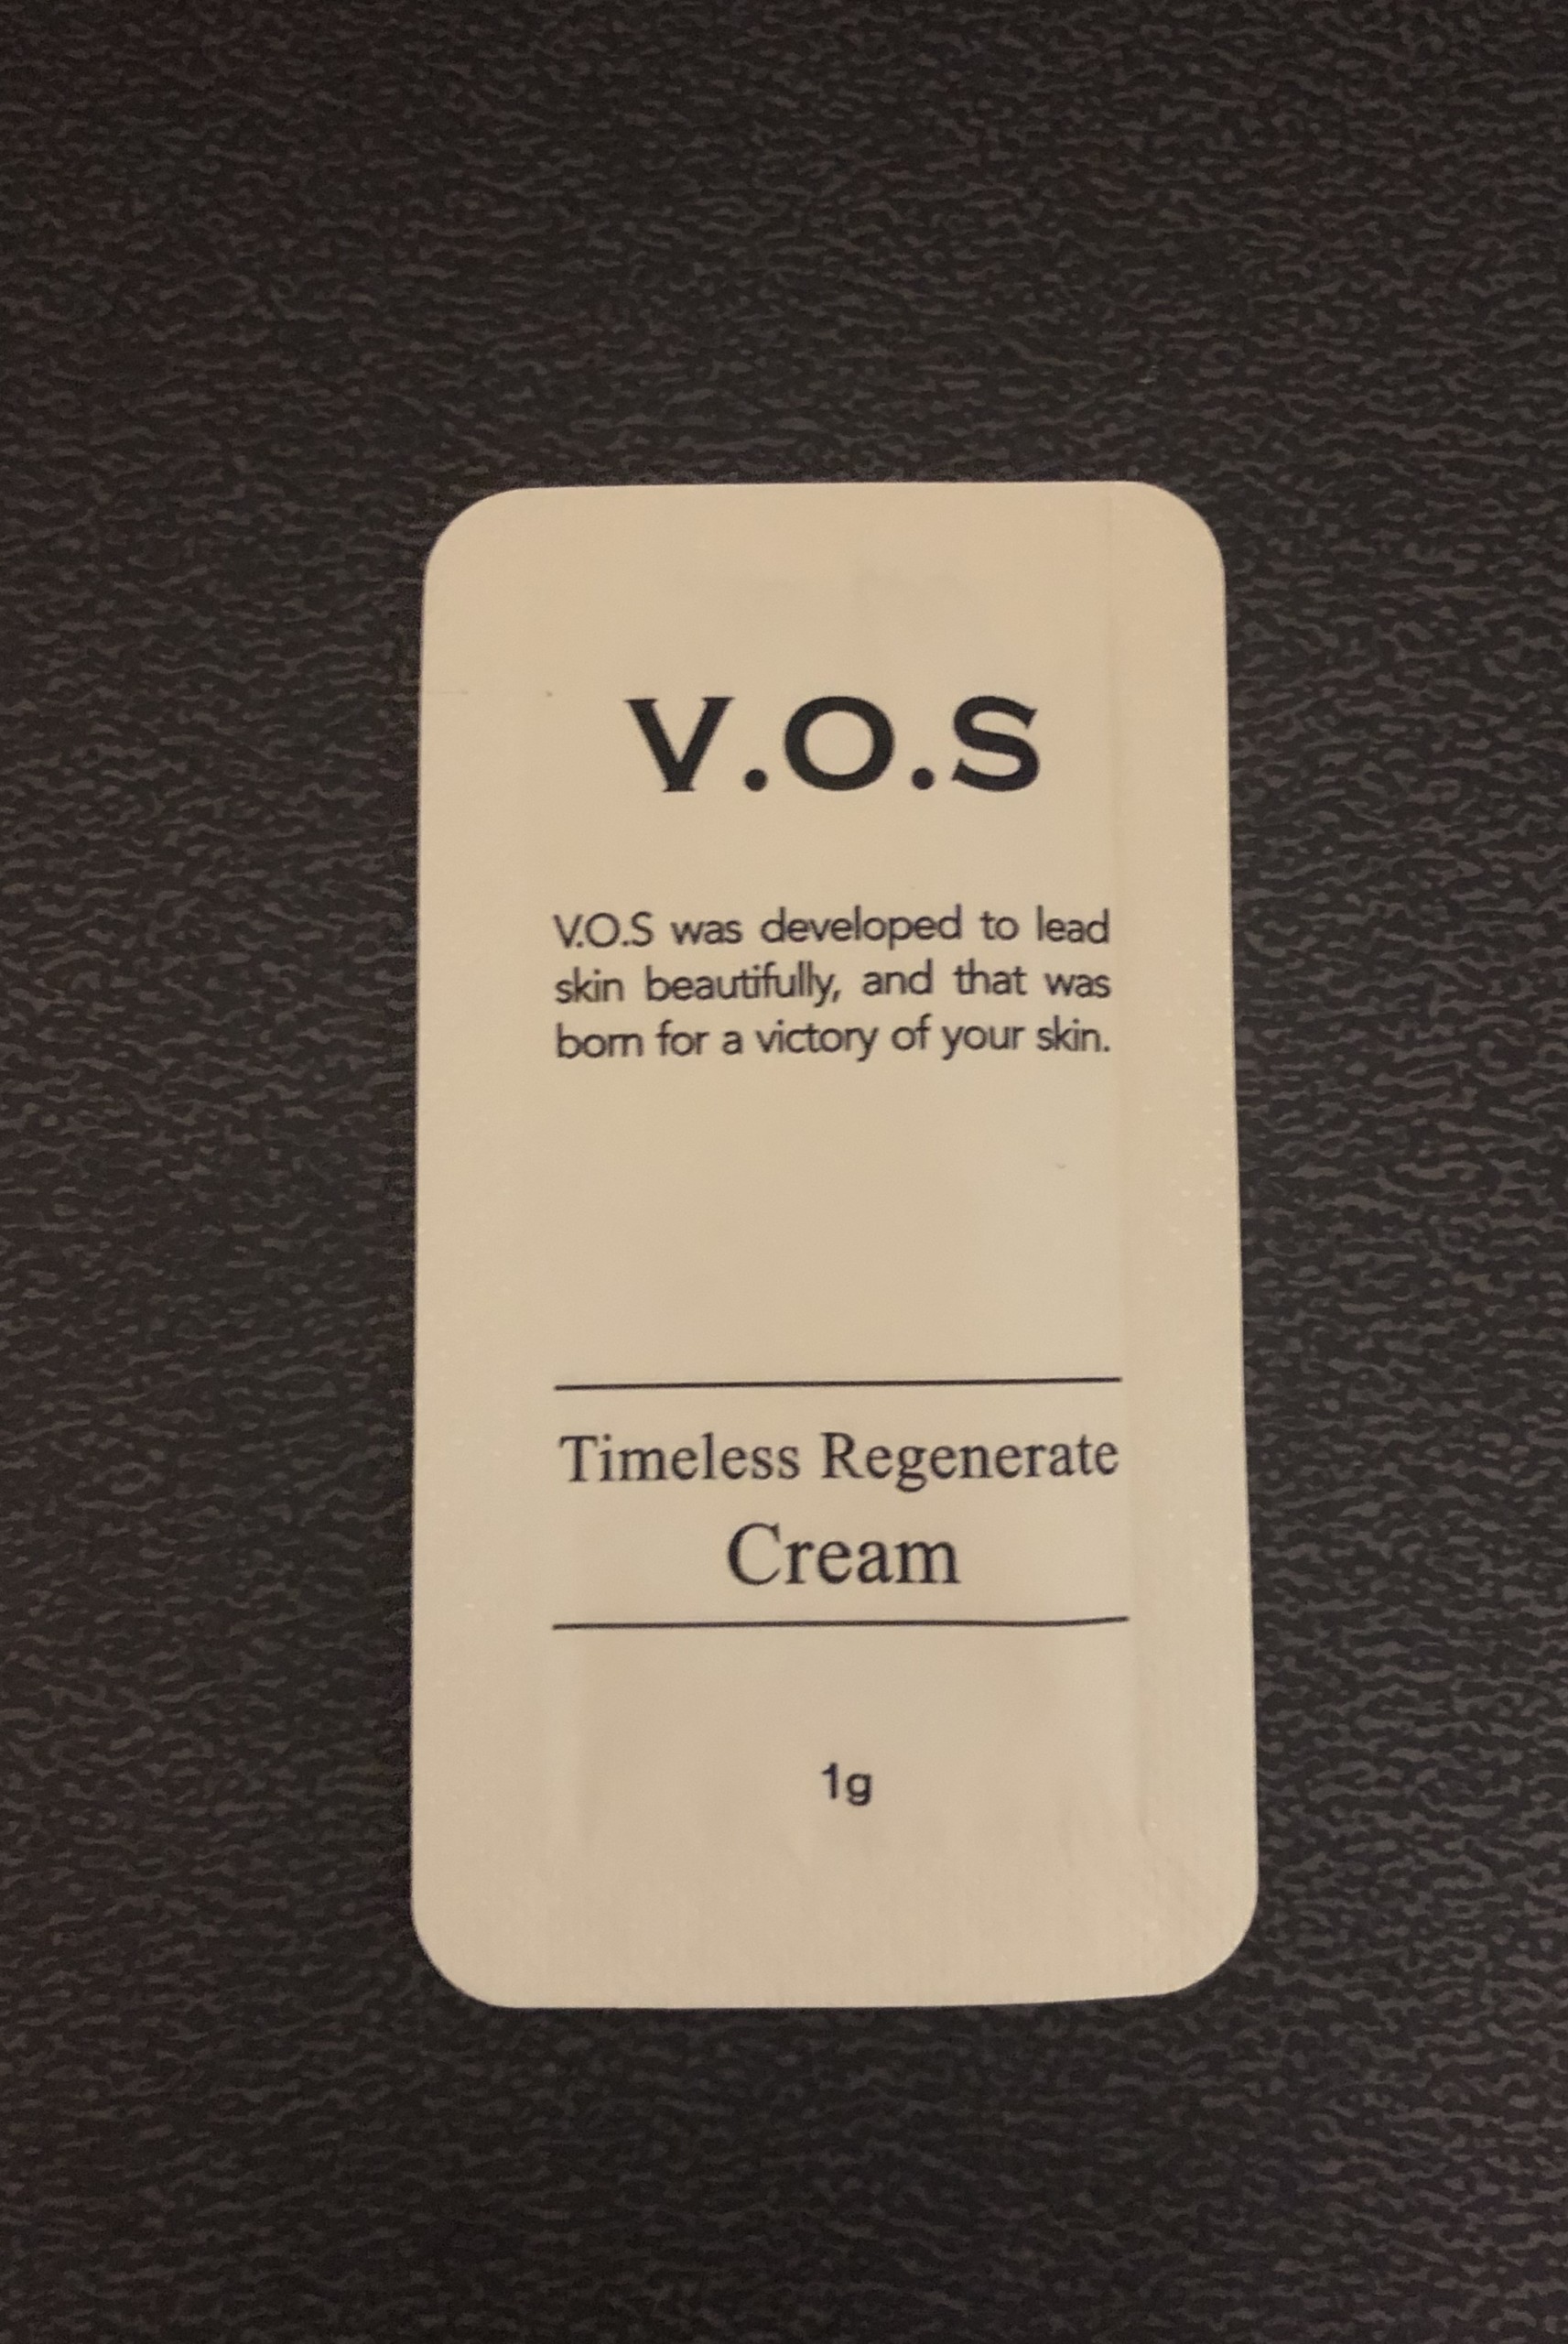 V.O.S
V.O.S was developed to lead
skin beautifully, and that was
born for a victory of your skin.
Timeless Regenerate
Cream
1g